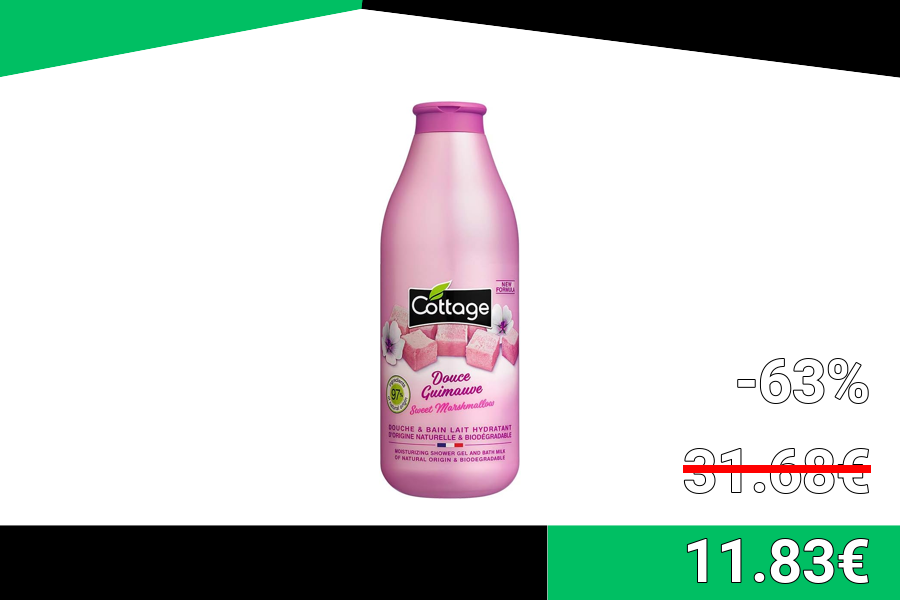 NEW
FORMULA
Cottage
Douce
Guimauve
Sweet Marshmallow
97%
DOUCHE & BAIN LAIT HYDRATANT
D'ORIGINE NATURELLE & BIODÉGRADABLE
MOISTURIZING SHOWER GEL AND BATH MILK
OF NATURAL ORIGIN & BIODEGRADABLE
-63%
31.68€
11.83€